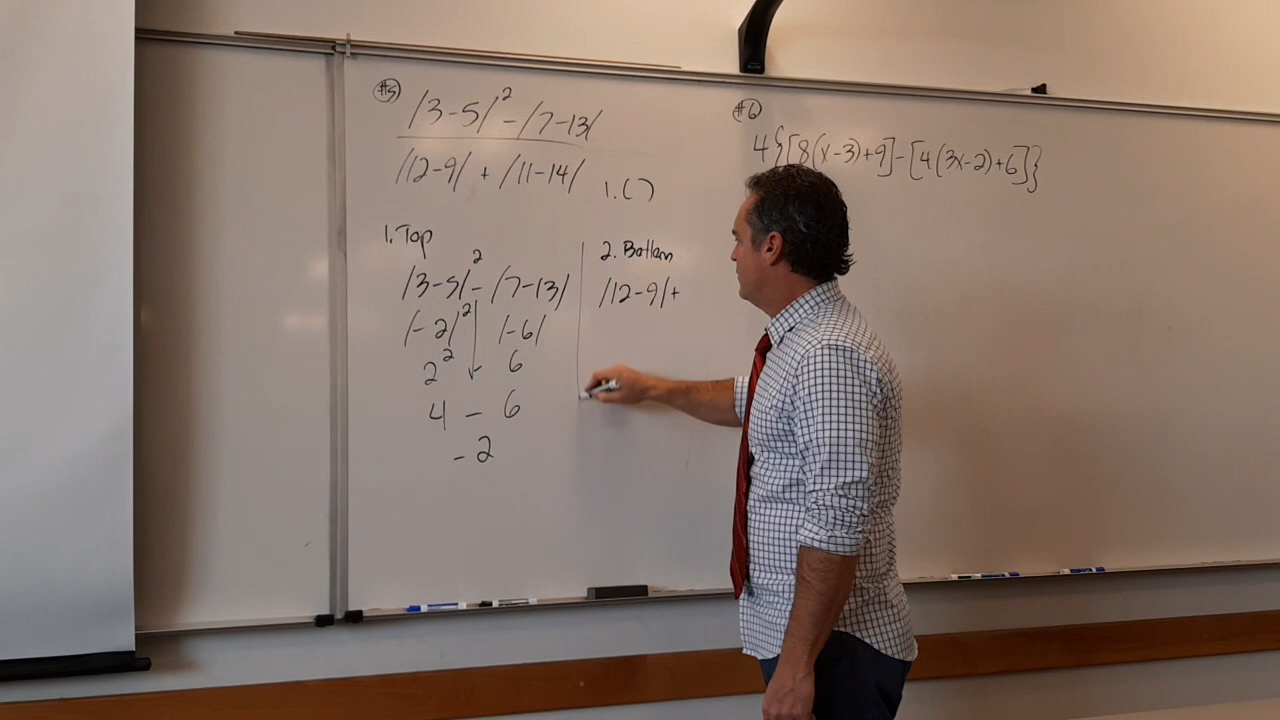 #5
/3-5/² - /7-13/
/12-9/ + /11-14/
1. ( )
1. Top
/3-5/² - /7-13/
/-2/² /-6/
2² 6
4 - 6
-2
2. Bottom
/12-9/ +
#6
4{[8(x-3)+9]-[4(3x-2)+6]}